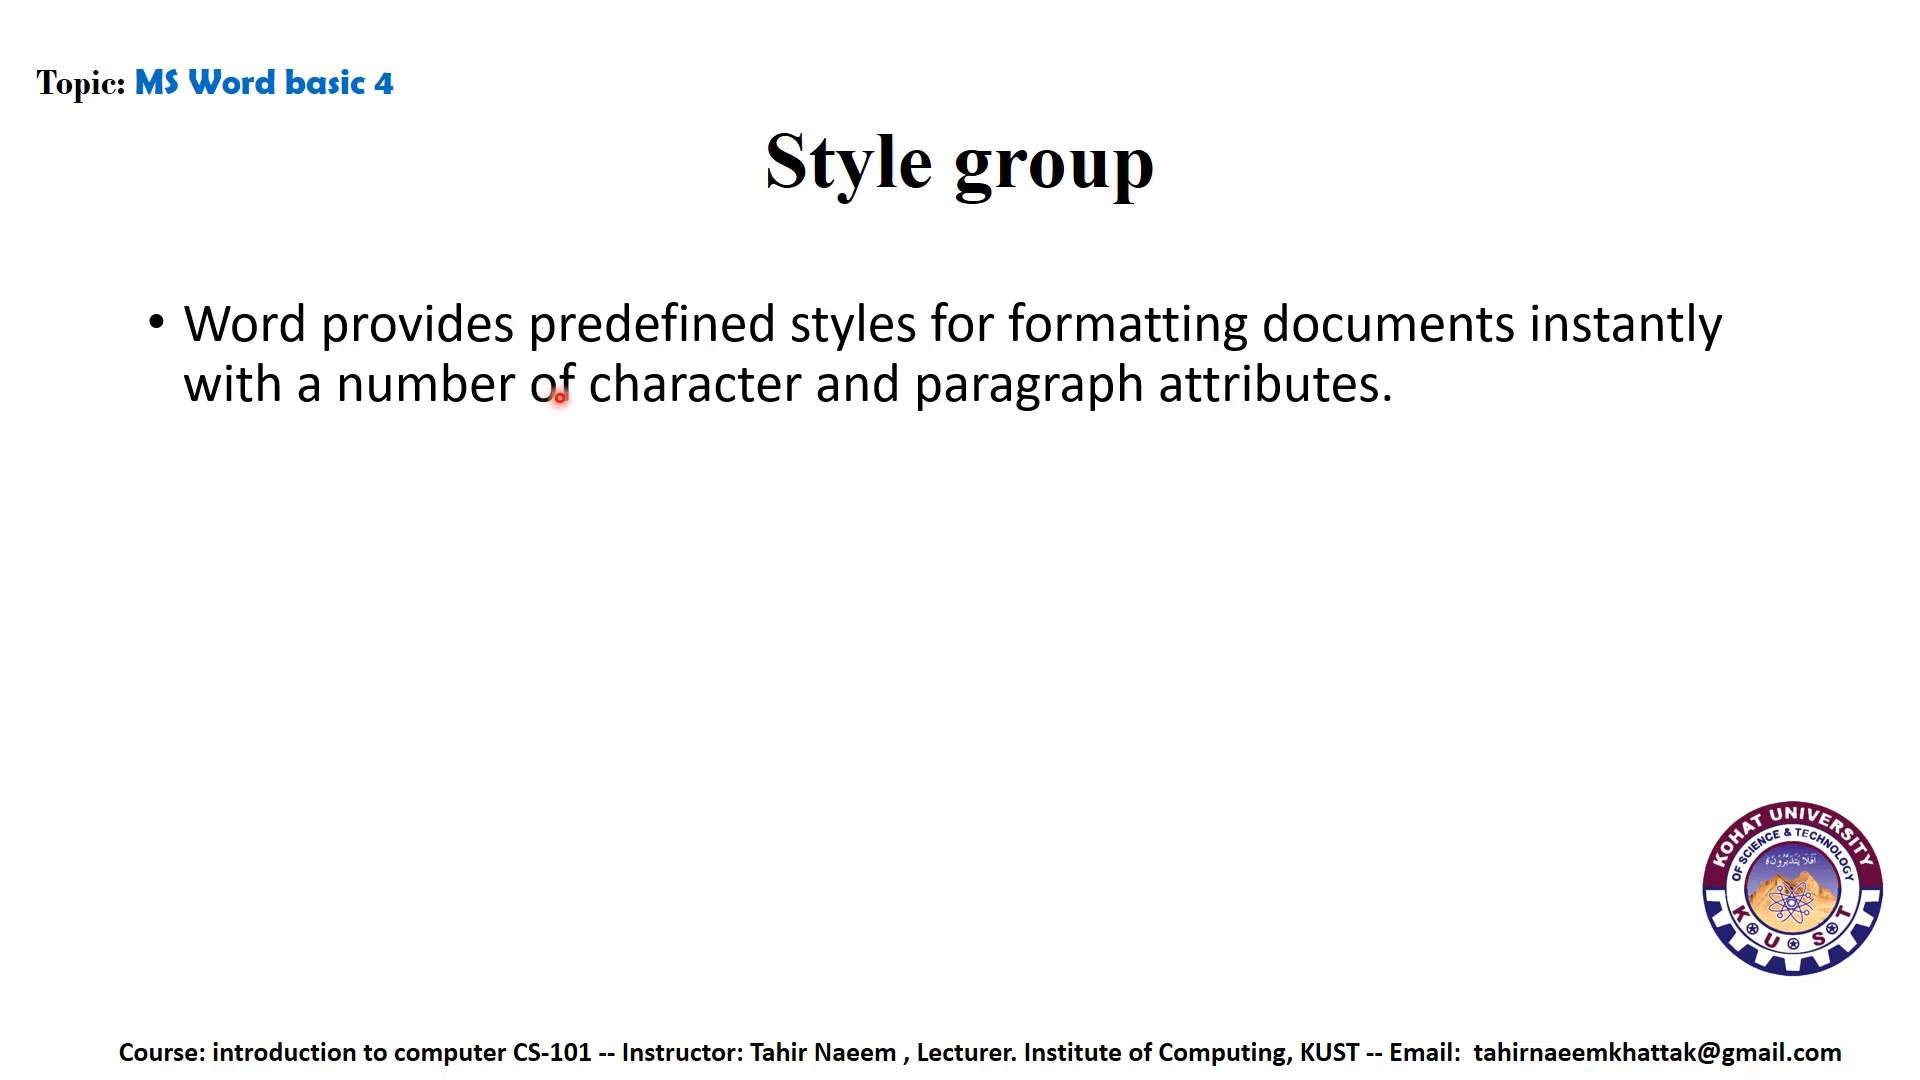 Topic: MS Word basic 4
Style group
• Word provides predefined styles for formatting documents instantly
with a number of character and paragraph attributes.
KOHAT UNIVERSITY
OF SCIENCE & TECHNOLOGY
K U S T
Course: introduction to computer CS-101 -- Instructor: Tahir Naeem , Lecturer. Institute of Computing, KUST -- Email: tahirnaeemkhattak@gmail.com